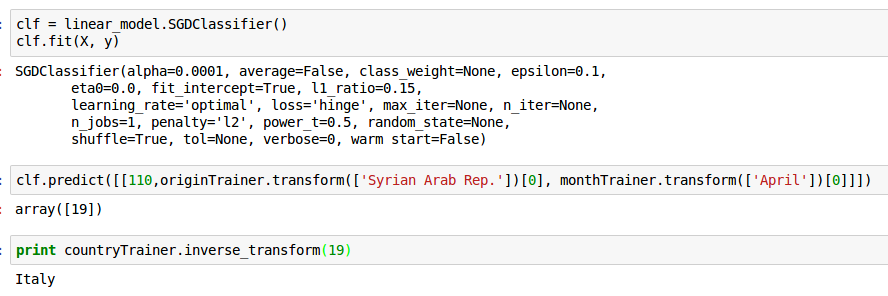 clf = linear_model.SGDClassifier()
clf.fit(X, y)
SGDClassifier(alpha=0.0001, average=False, class_weight=None, epsilon=0.1,
       eta0=0.0, fit_intercept=True, l1_ratio=0.15,
       learning_rate='optimal', loss='hinge', max_iter=None, n_iter=None,
       n_jobs=1, penalty='l2', power_t=0.5, random_state=None,
       shuffle=True, tol=None, verbose=0, warm start=False)
clf.predict([[110,originTrainer.transform(['Syrian Arab Rep.'])[0], monthTrainer.transform(['April'])[0]]])
array([19])
print countryTrainer.inverse_transform(19)
Italy